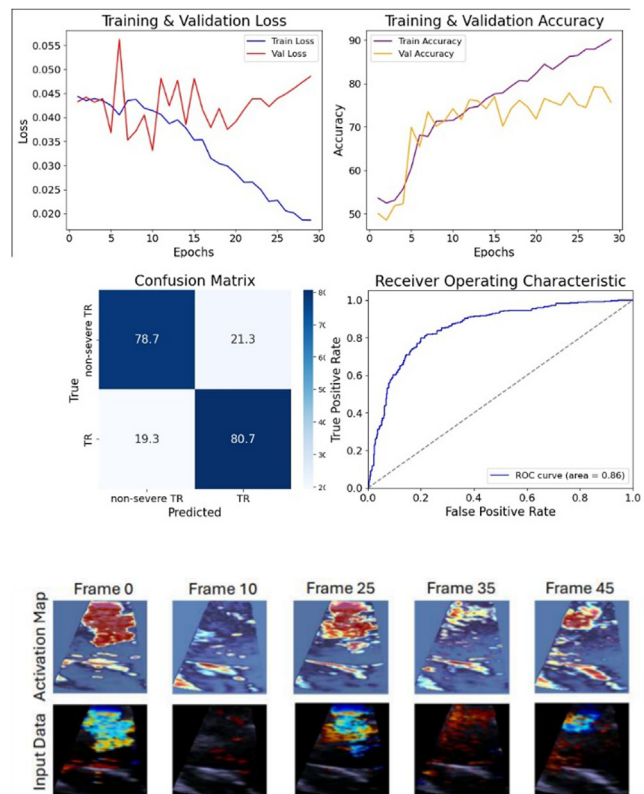 Training & Validation Loss
Train Loss
Val Loss
0.055
0.050
0.045
0.040
0.035
0.030
0.025
0.020
Loss
0 5 10 15 20 25 30
Epochs
Training & Validation Accuracy
Train Accuracy
Val Accuracy
90
80
70
60
50
Accuracy
0 5 10 15 20 25 30
Epochs
Confusion Matrix
non-severe TR
TR
True
78.7 21.3
19.3 80.7
non-severe TR TR
Predicted
70
60
50
40
Receiver Operating Characteristic
1.0
0.8
0.6
0.4
0.2
0.0
True Positive Rate
ROC curve (area = 0.86)
0.0 0.2 0.4 0.6 0.8 1.0
False Positive Rate
Frame 0 Frame 10 Frame 25 Frame 35 Frame 45
Activation Map
Input Data